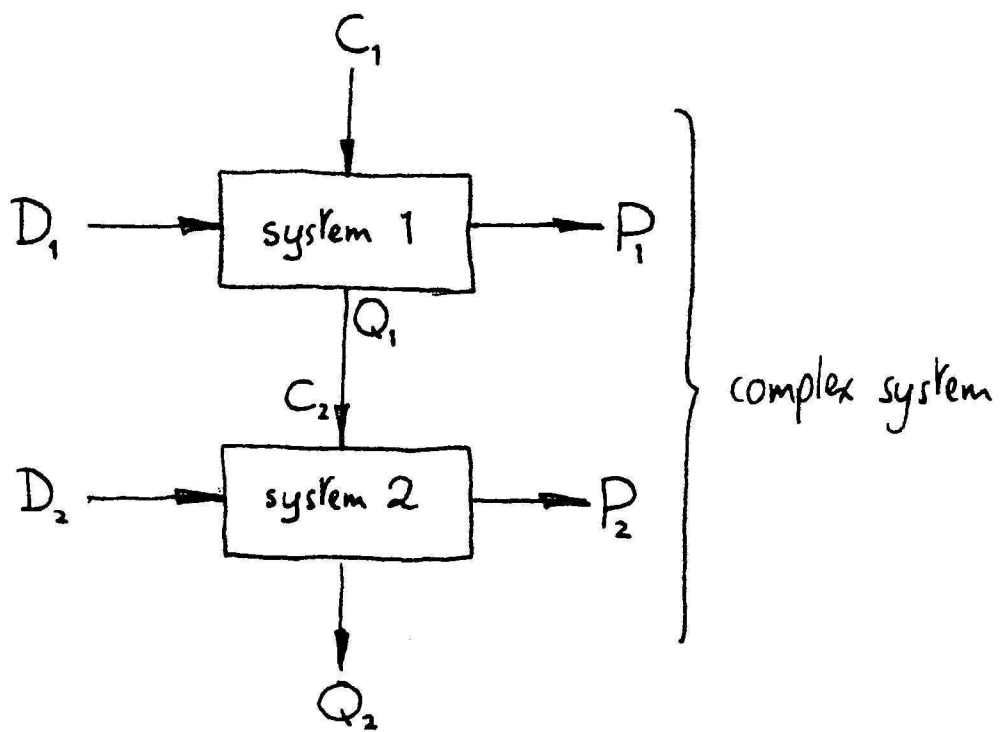 C₁
D₁ system 1 P₁
Q₁
complex system
C₂
D₂ system 2 P₂
Q₂